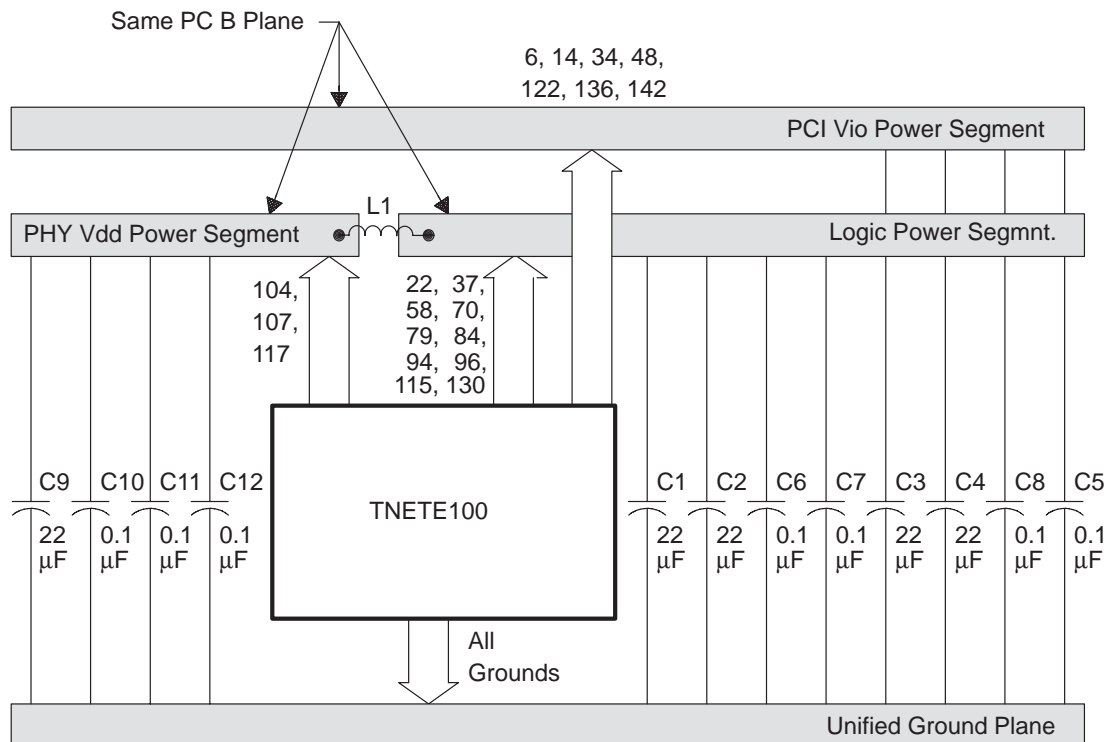 Same PC B Plane
6, 14, 34, 48,
122, 136, 142
PCI Vio Power Segment
L1
PHY Vdd Power Segment
Logic Power Segmnt.
104,
107,
117
22, 37,
58, 70,
79, 84,
94, 96,
115, 130
C9
22
μF
C10
0.1
μF
C11
0.1
μF
C12
0.1
μF
TNETE100
C1
22
μF
C2
22
μF
C6
0.1
μF
C7
0.1
μF
C3
22
μF
C4
22
μF
C8
0.1
μF
C5
0.1
μF
All
Grounds
Unified Ground Plane